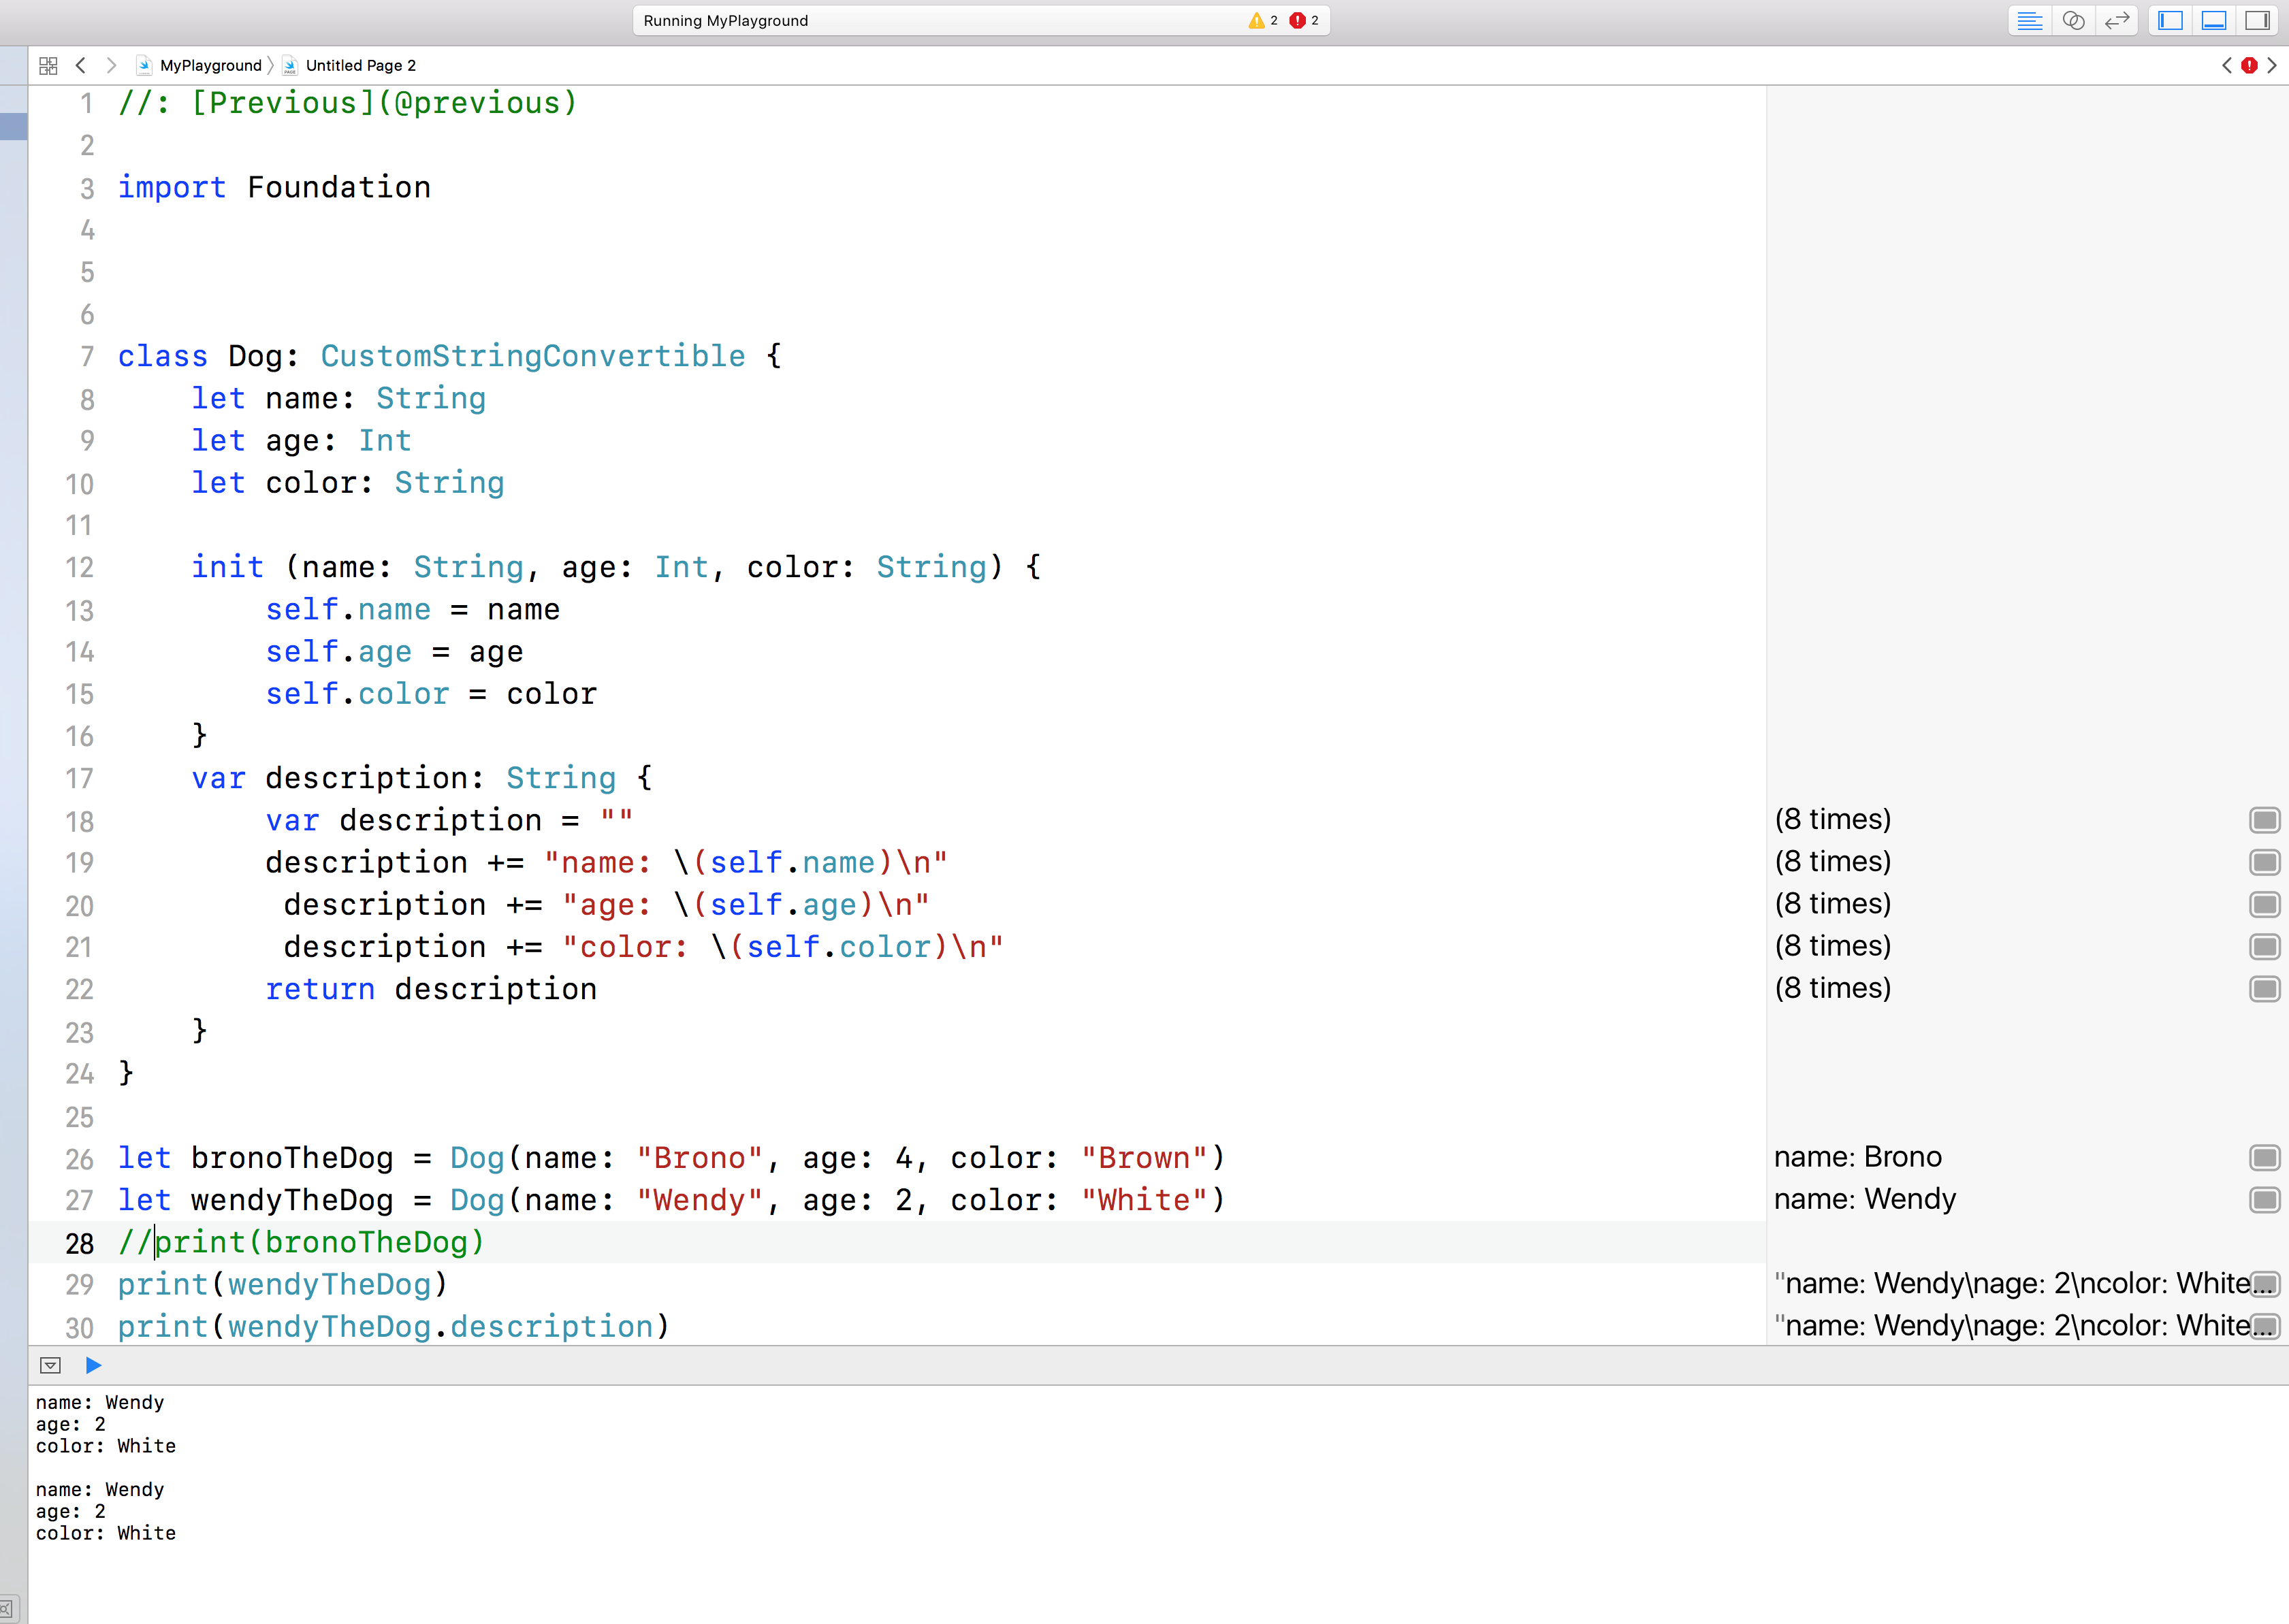 Running MyPlayground 2 2
MyPlayground Untitled Page 2
1 //: [Previous](@previous)
2
3 import Foundation
4
5
6
7 class Dog: CustomStringConvertible {
8 let name: String
9 let age: Int
10 let color: String
11
12 init (name: String, age: Int, color: String) {
13 self.name = name
14 self.age = age
15 self.color = color
16 }
17 var description: String {
18 var description = "" (8 times)
19 description += "name: \(self.name)\n" (8 times)
20 description += "age: \(self.age)\n" (8 times)
21 description += "color: \(self.color)\n" (8 times)
22 return description (8 times)
23 }
24 }
25
26 let bronoTheDog = Dog(name: "Brono", age: 4, color: "Brown") name: Brono
27 let wendyTheDog = Dog(name: "Wendy", age: 2, color: "White") name: Wendy
28 //print(bronoTheDog)
29 print(wendyTheDog) "name: Wendy\nage: 2\ncolor: White...
30 print(wendyTheDog.description) "name: Wendy\nage: 2\ncolor: White...
name: Wendy
age: 2
color: White
name: Wendy
age: 2
color: White